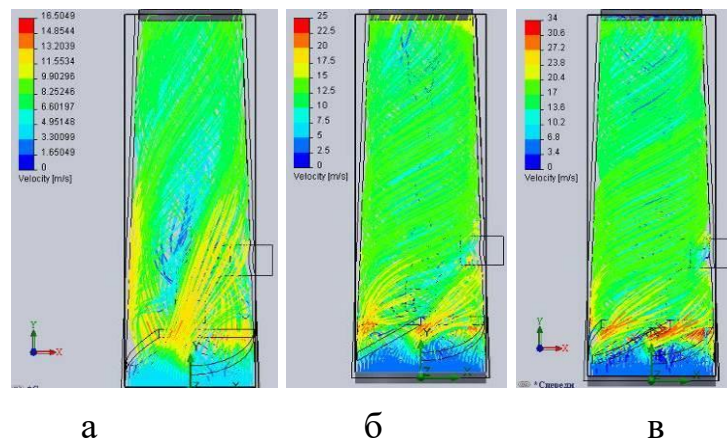 16.5049
14.8544
13.2039
11.5534
9.90296
8.25246
6.60197
4.95148
3.30099
1.65049
0
Velocity [m/s]
Y
X
Y
Z
X
25
22.5
20
17.5
15
12.5
10
7.5
5
2.5
0
Velocity [m/s]
Y
Z
X
34
30.6
27.2
23.8
20.4
17
13.6
10.2
6.8
3.4
0
Velocity [m/s]
Y
X
*Спереди
Z
X
а б в